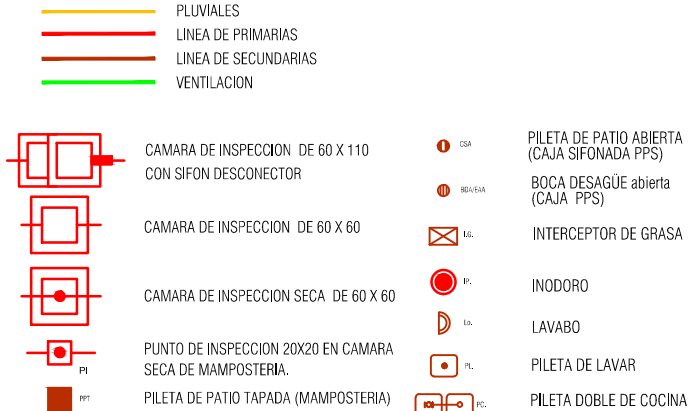 PLUVIALES
LINEA DE PRIMARIAS
LINEA DE SECUNDARIAS
VENTILACION
CAMARA DE INSPECCION DE 60 X 110
CON SIFON DESCONECTOR
CAMARA DE INSPECCION DE 60 X 60
CAMARA DE INSPECCION SECA DE 60 X 60
PI
PUNTO DE INSPECCION 20X20 EN CAMARA
SECA DE MAMPOSTERIA.
PPT
PILETA DE PATIO TAPADA (MAMPOSTERIA)
CSA
PILETA DE PATIO ABIERTA
(CAJA SIFONADA PPS)
BDA/EAA
BOCA DESAGÜE abierta
(CAJA PPS)
I.G.
INTERCEPTOR DE GRASA
IP.
INODORO
Lo.
LAVABO
PL.
PILETA DE LAVAR
PC.
PILETA DOBLE DE COCINA